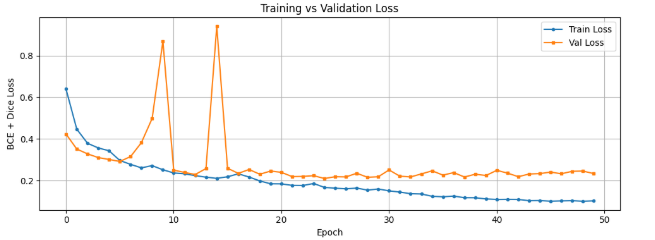 Training vs Validation Loss
Train Loss
Val Loss
BCE + Dice Loss
0.8
0.6
0.4
0.2
0 10 20 30 40 50
Epoch